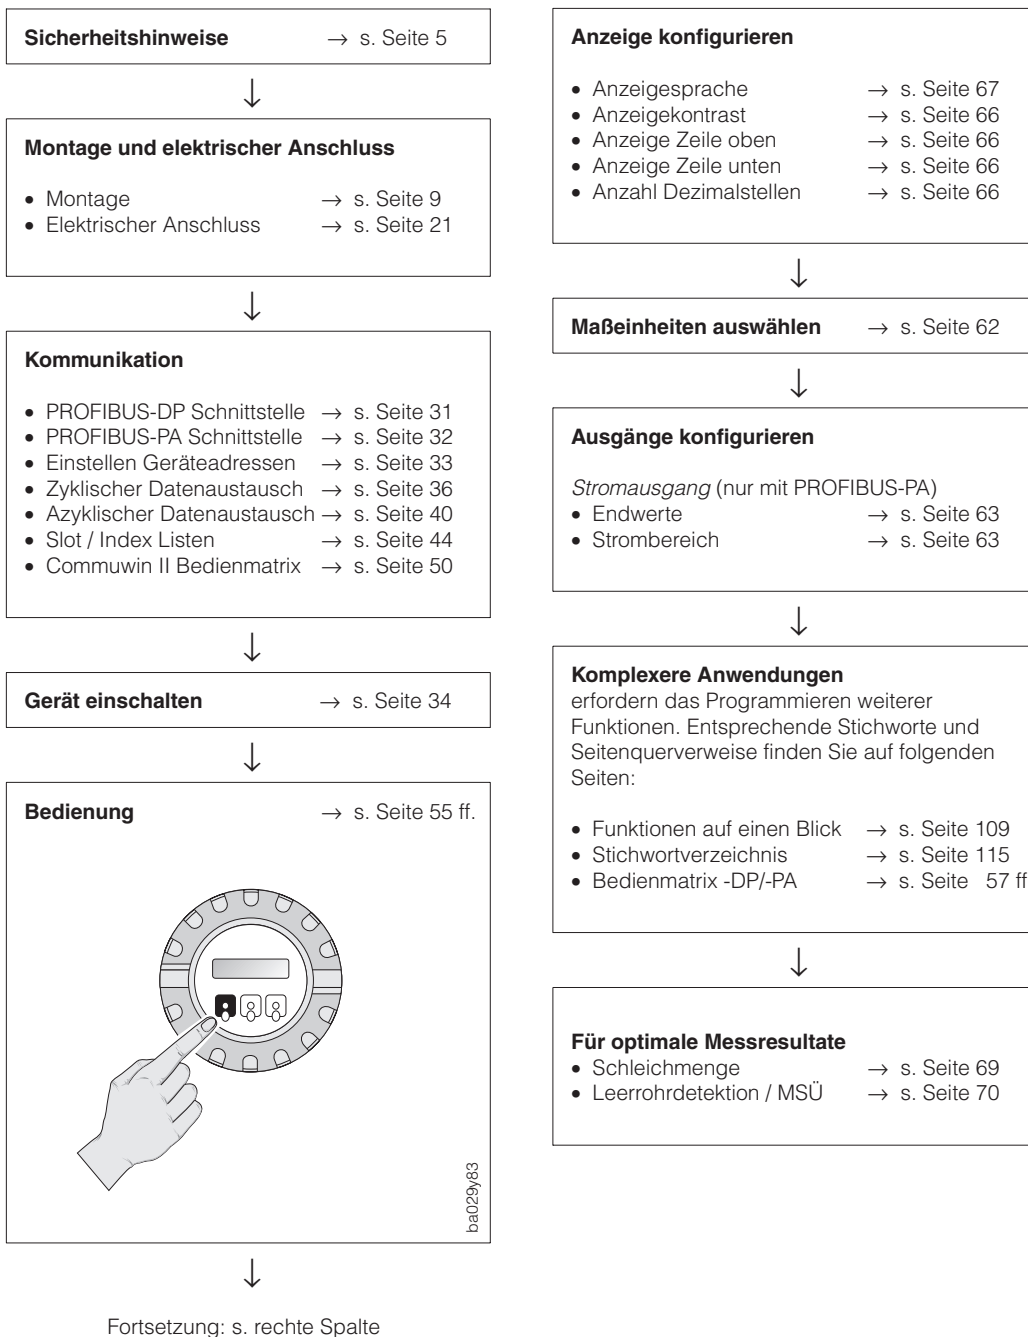 Sicherheitshinweise → s. Seite 5
↓
Montage und elektrischer Anschluss
• Montage → s. Seite 9
• Elektrischer Anschluss → s. Seite 21
↓
Kommunikation
• PROFIBUS-DP Schnittstelle → s. Seite 31
• PROFIBUS-PA Schnittstelle → s. Seite 32
• Einstellen Geräteadressen → s. Seite 33
• Zyklischer Datenaustausch → s. Seite 36
• Azyklischer Datenaustausch → s. Seite 40
• Slot / Index Listen → s. Seite 44
• Commuwin II Bedienmatrix → s. Seite 50
↓
Gerät einschalten → s. Seite 34
↓
Bedienung → s. Seite 55 ff.
ba029y83
↓
Fortsetzung: s. rechte Spalte
Anzeige konfigurieren
• Anzeigesprache → s. Seite 67
• Anzeigekontrast → s. Seite 66
• Anzeige Zeile oben → s. Seite 66
• Anzeige Zeile unten → s. Seite 66
• Anzahl Dezimalstellen → s. Seite 66
↓
Maßeinheiten auswählen → s. Seite 62
↓
Ausgänge konfigurieren
Stromausgang (nur mit PROFIBUS-PA)
• Endwerte → s. Seite 63
• Strombereich → s. Seite 63
↓
Komplexere Anwendungen
erfordern das Programmieren weiterer
Funktionen. Entsprechende Stichworte und
Seitenquerverweise finden Sie auf folgenden
Seiten:
• Funktionen auf einen Blick → s. Seite 109
• Stichwortverzeichnis → s. Seite 115
• Bedienmatrix -DP/-PA → s. Seite 57 ff
↓
Für optimale Messresultate
• Schleichmenge → s. Seite 69
• Leerrohrdetektion / MSÜ → s. Seite 70